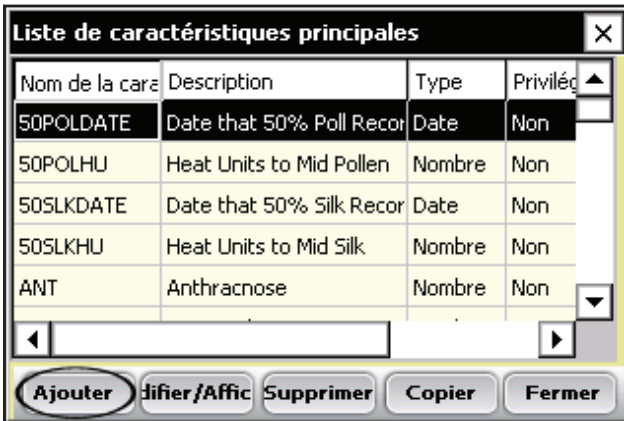 Liste de caractéristiques principales
Nom de la cara Description Type Privilég
50POLDATE Date that 50% Poll Recor Date Non
50POLHU Heat Units to Mid Pollen Nombre Non
50SLKDATE Date that 50% Silk Recor Date Non
50SLKHU Heat Units to Mid Silk Nombre Non
ANT Anthracnose Nombre Non
Ajouter difier/Affic Supprimer Copier Fermer